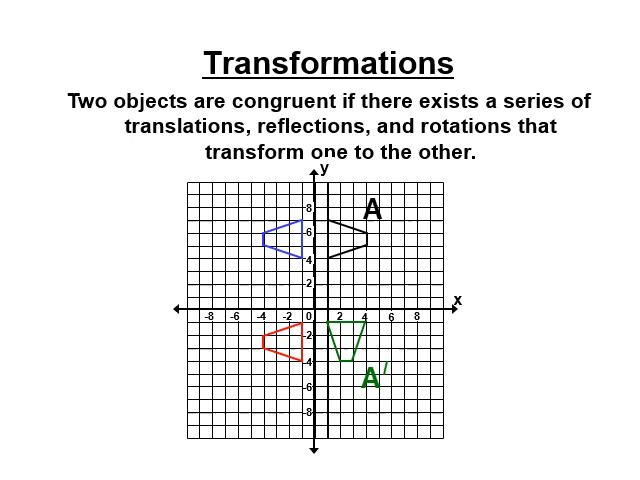 Transformations
Two objects are congruent if there exists a series of
translations, reflections, and rotations that
transform one to the other.
y
A
8
6
4
2
x
-8 -6 -4 -2 0 2 4 6 8
-2
-4
-6
-8
A′